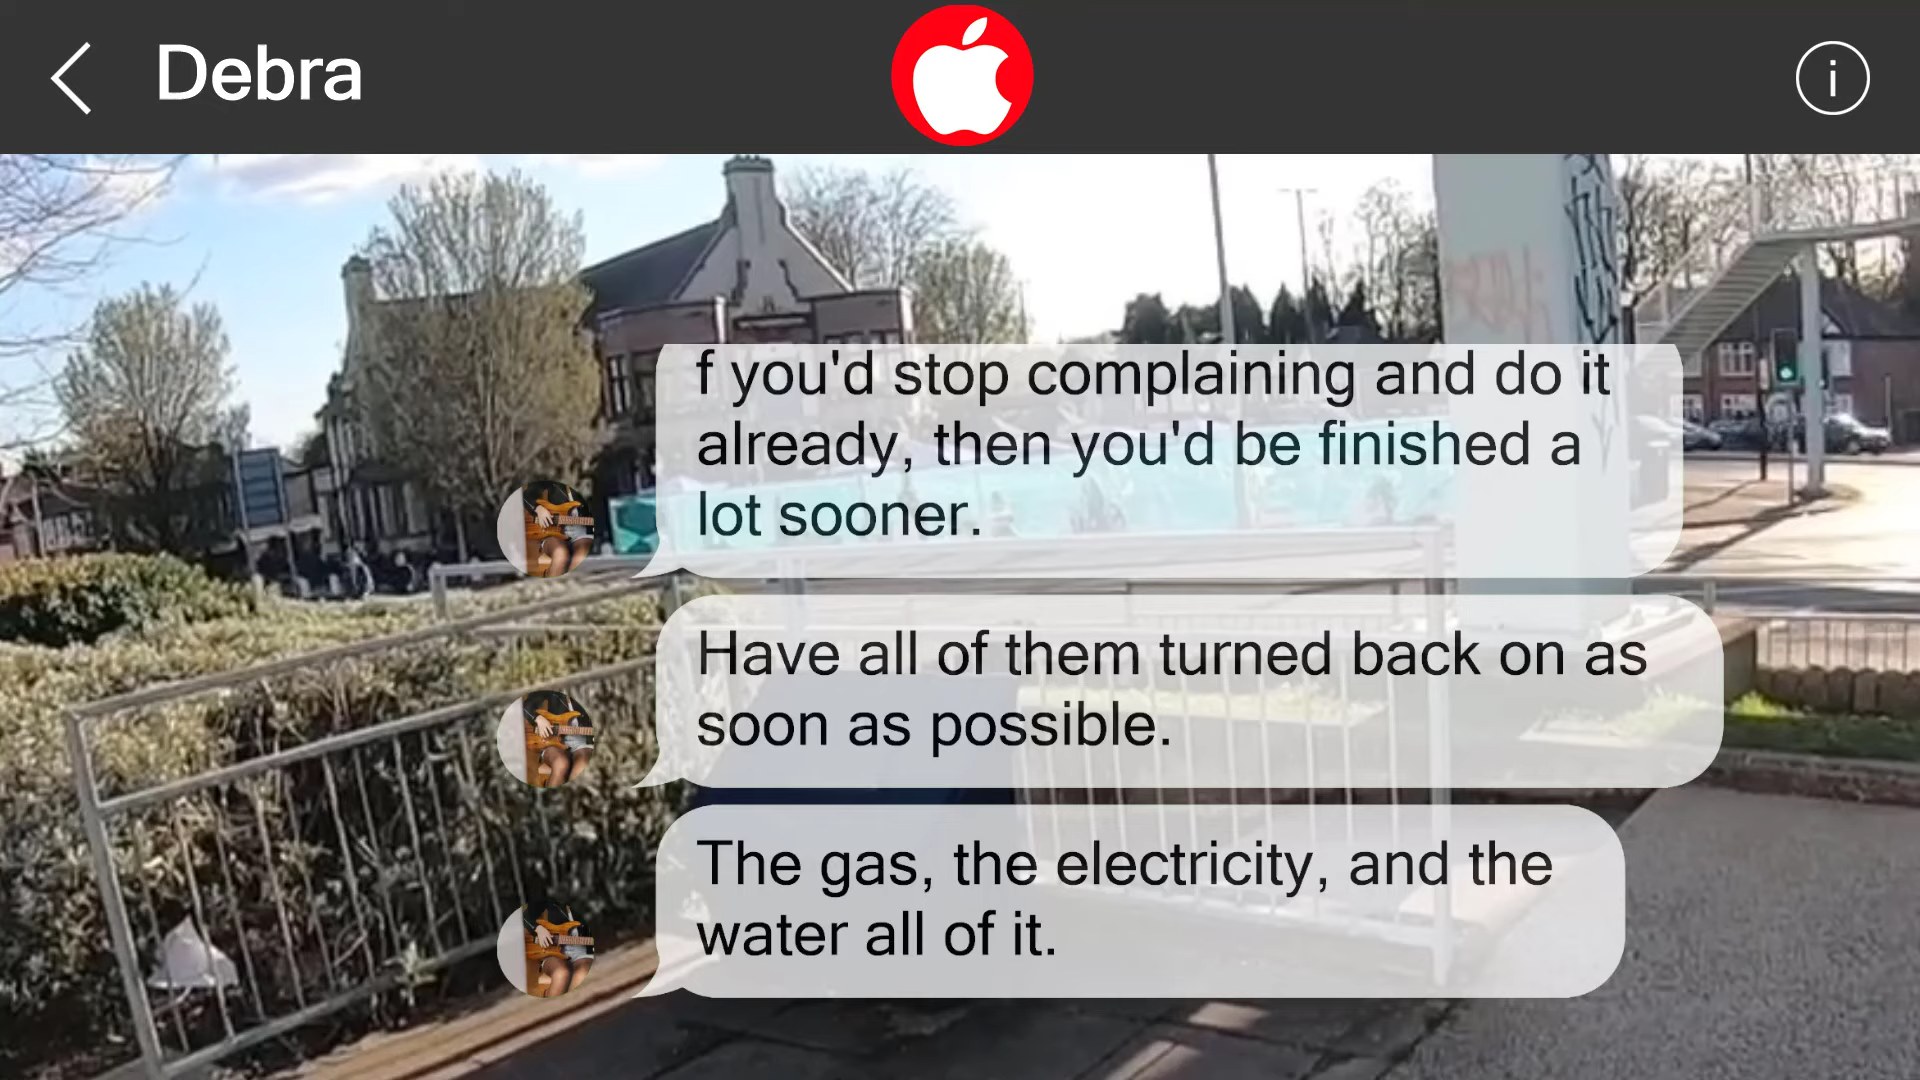 Debra
f you'd stop complaining and do it
already, then you'd be finished a
lot sooner.
Have all of them turned back on as
soon as possible.
The gas, the electricity, and the
water all of it.